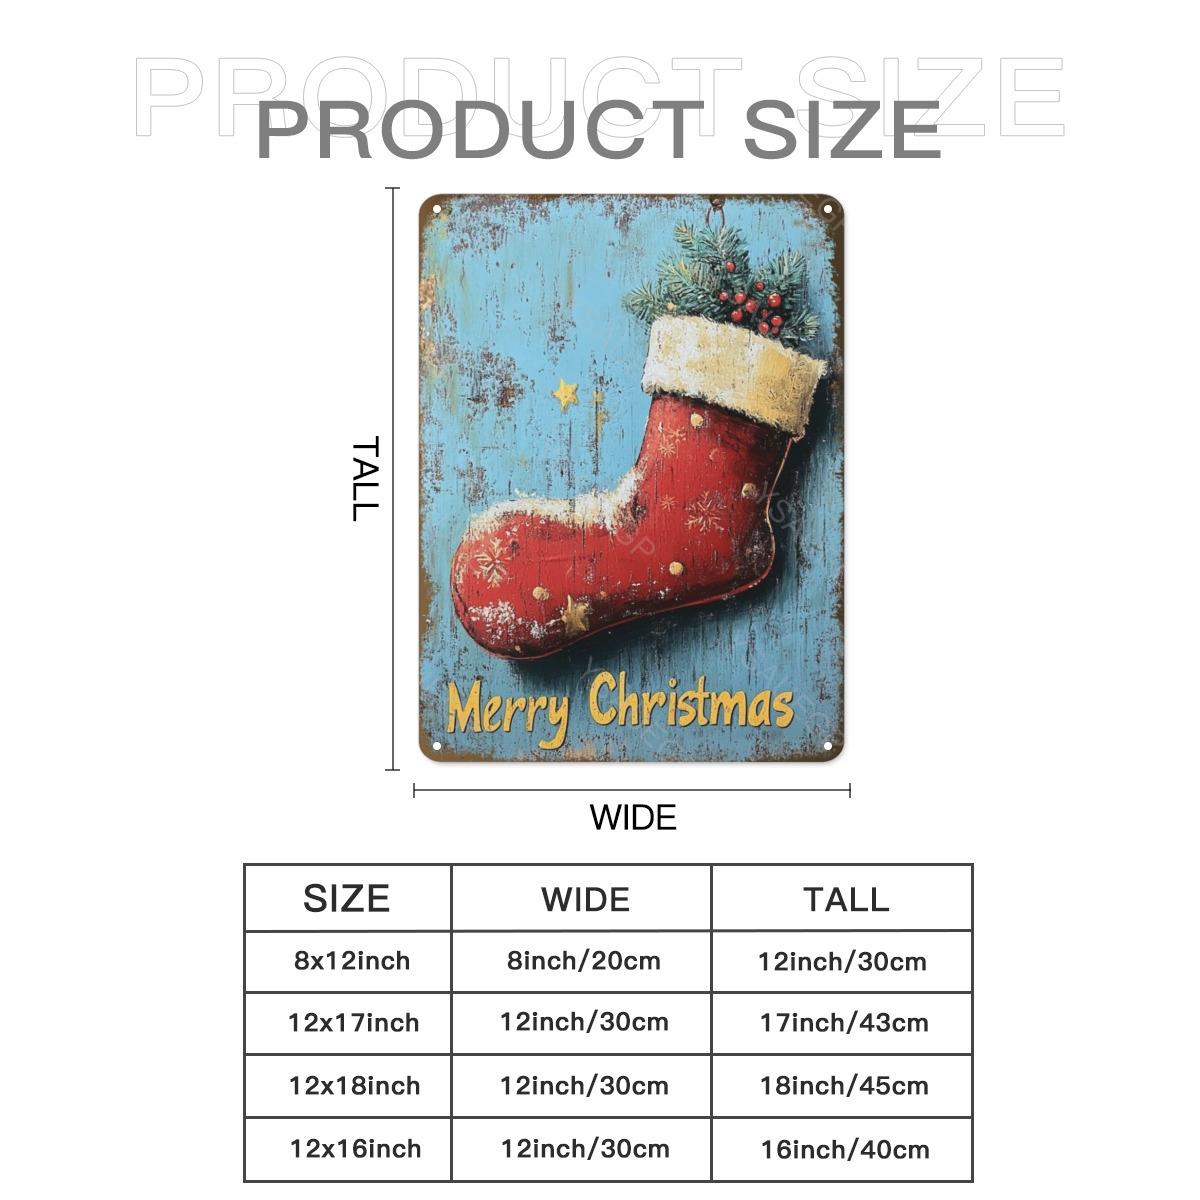 PRODUCT SIZE
PRODUCT SIZE
TALL
Merry Christmas
WIDE
SIZE WIDE TALL
8x12inch 8inch/20cm 12inch/30cm
12x17inch 12inch/30cm 17inch/43cm
12x18inch 12inch/30cm 18inch/45cm
12x16inch 12inch/30cm 16inch/40cm